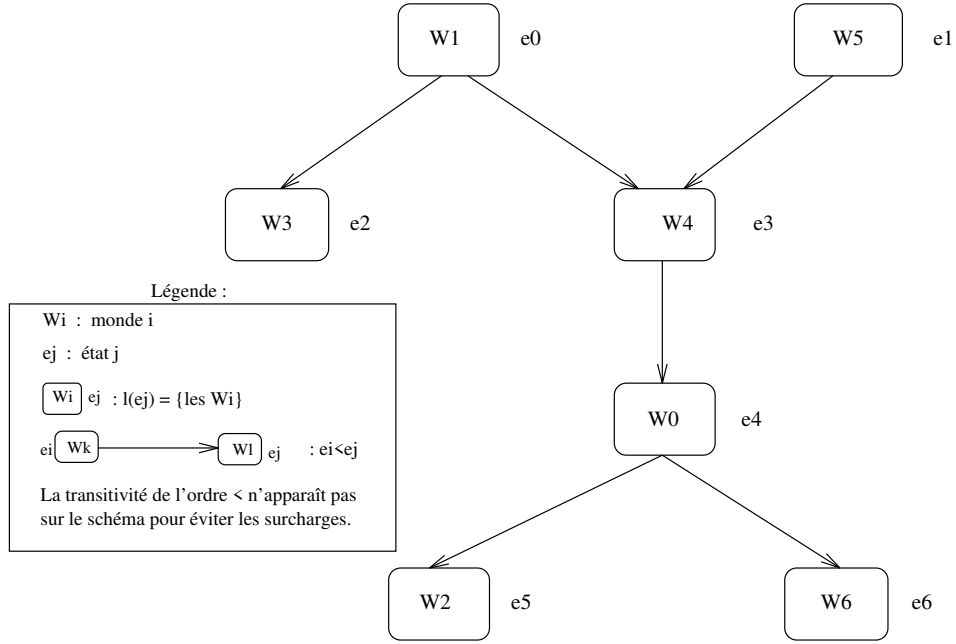 W1 e0 W5 e1
W3 e2 W4 e3
Légende :
Wi : monde i
ej : état j
Wi ej : l(ej) = {les Wi}
ei Wk Wl ej : ei<ej
La transitivité de l'ordre < n'apparaît pas
sur le schéma pour éviter les surcharges.
W0 e4
W2 e5 W6 e6